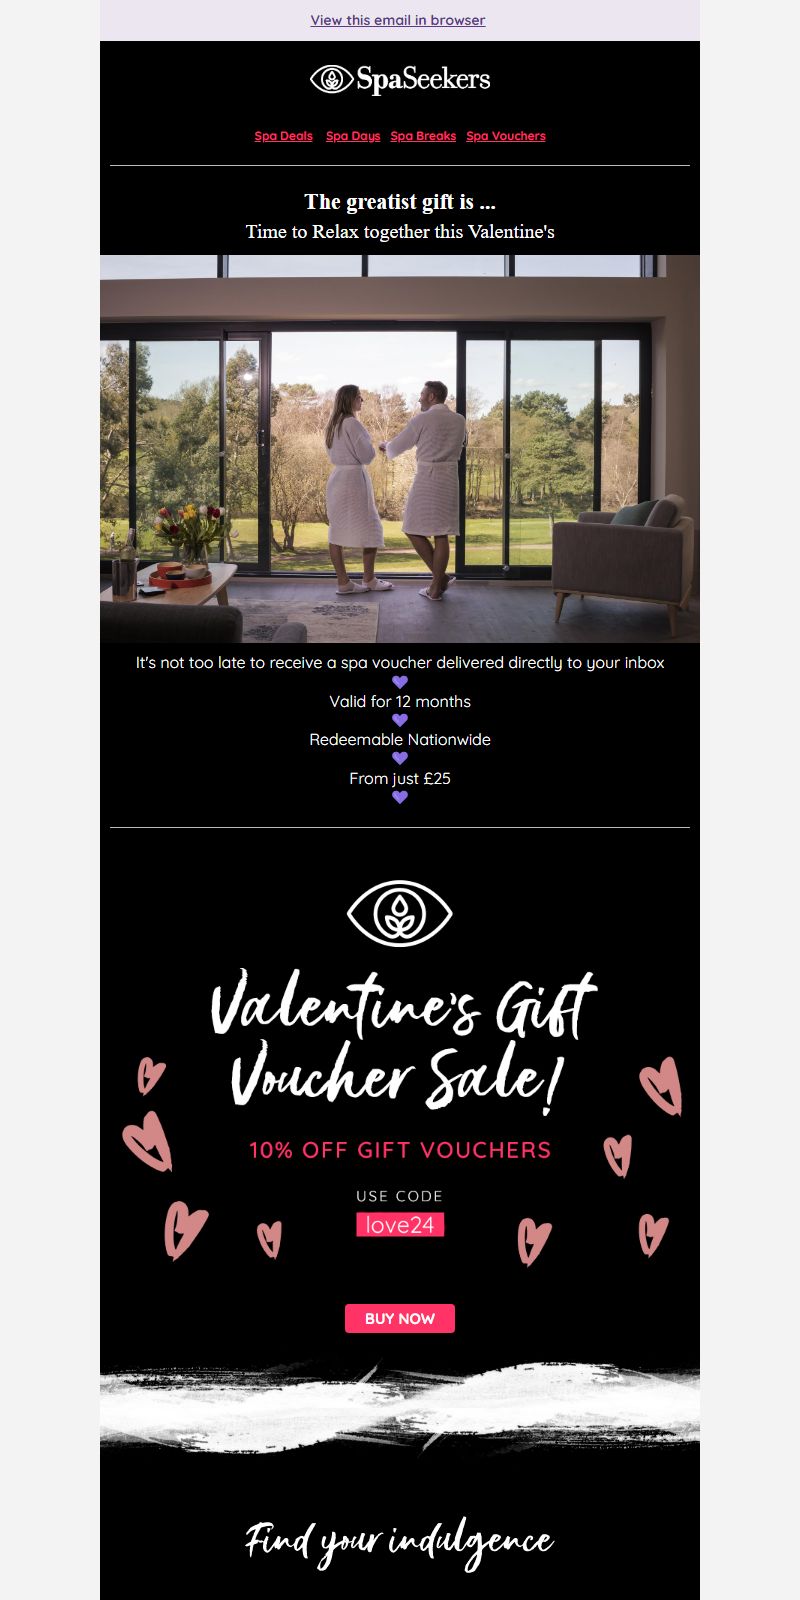 View this email in browser
SpaSeekers
Spa Deals Spa Days Spa Breaks Spa Vouchers
The greatist gift is ...
Time to Relax together this Valentine's
It's not too late to receive a spa voucher delivered directly to your inbox
Valid for 12 months
Redeemable Nationwide
From just £25
Valentine's Gift
Voucher Sale!
10% OFF GIFT VOUCHERS
USE CODE
love24
BUY NOW
Find your indulgence